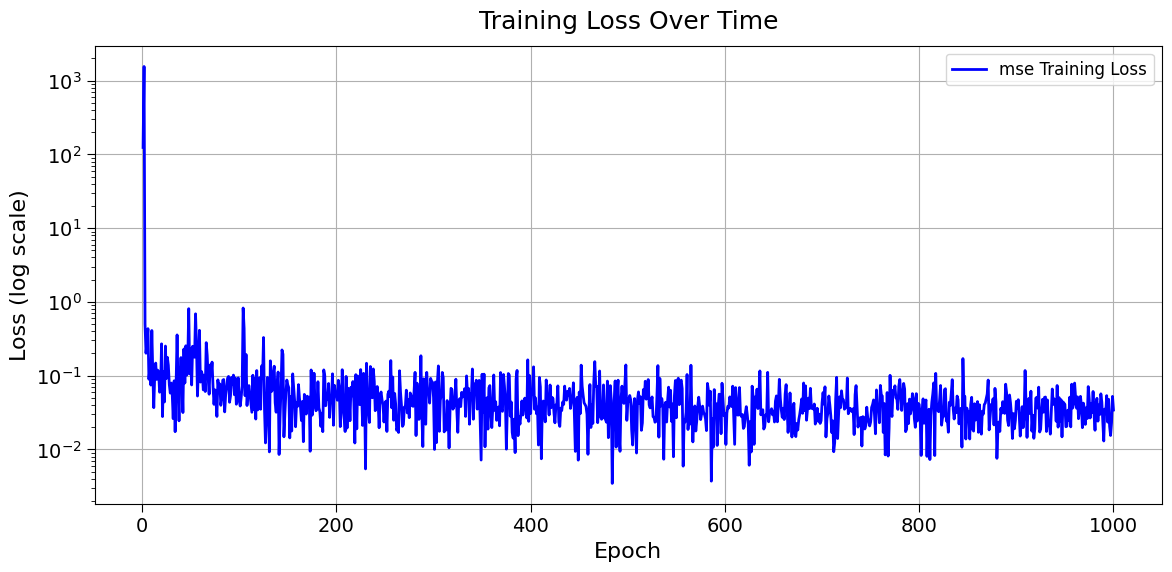 Training Loss Over Time
mse Training Loss
Loss (log scale)
10³
10²
10¹
10⁰
10⁻¹
10⁻²
0 200 400 600 800 1000
Epoch